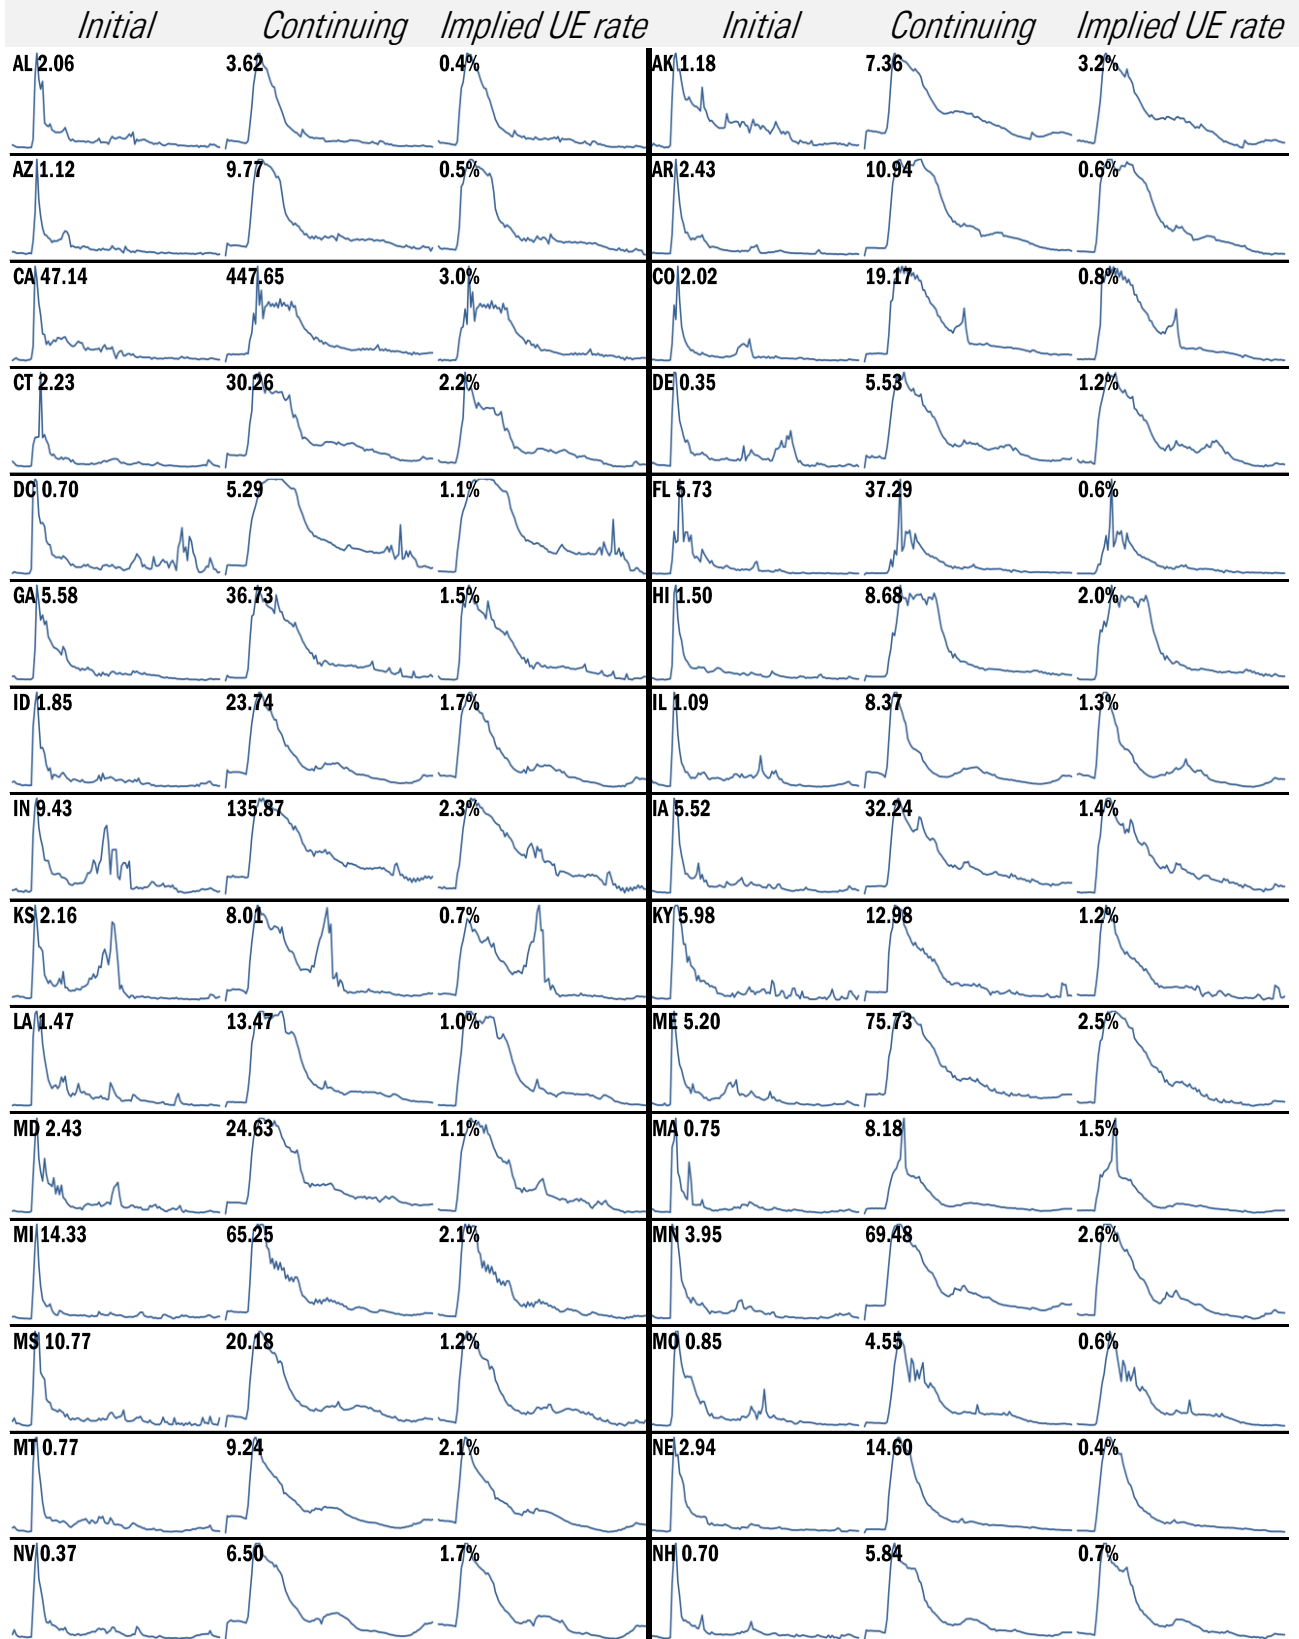 Initial Continuing Implied UE rate Initial Continuing Implied UE rate
AL 2.06 3.62 0.4% AK 1.18 7.36 3.2%
AZ 1.12 9.77 0.5% AR 2.43 10.94 0.6%
CA 47.14 447.65 3.0% CO 2.02 19.17 0.8%
CT 2.23 30.26 2.2% DE 0.35 5.53 1.2%
DC 0.70 5.29 1.1% FL 5.73 37.29 0.6%
GA 5.58 36.73 1.5% HI 1.50 8.68 2.0%
ID 1.85 23.74 1.7% IL 1.09 8.37 1.3%
IN 9.43 135.87 2.3% IA 5.52 32.24 1.4%
KS 2.16 8.01 0.7% KY 5.98 12.98 1.2%
LA 1.47 13.47 1.0% ME 5.20 75.73 2.5%
MD 2.43 24.63 1.1% MA 0.75 8.18 1.5%
MI 14.33 65.25 2.1% MN 3.95 69.48 2.6%
MS 10.77 20.18 1.2% MO 0.85 4.55 0.6%
MT 0.77 9.24 2.1% NE 2.94 14.60 0.4%
NV 0.37 6.50 1.7% NH 0.70 5.84 0.7%